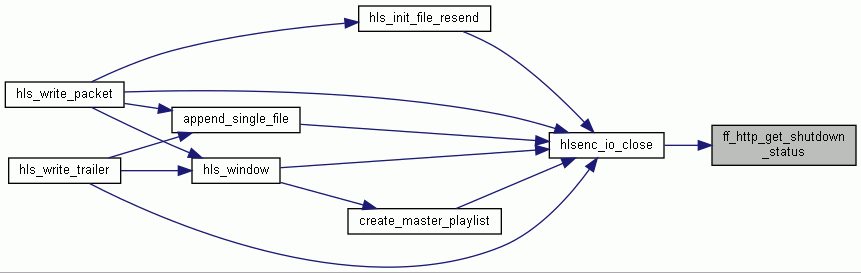 hls_init_file_resend
hls_write_packet
append_single_file
ff_http_get_shutdown
_status
hlsenc_io_close
hls_write_trailer
hls_window
create_master_playlist